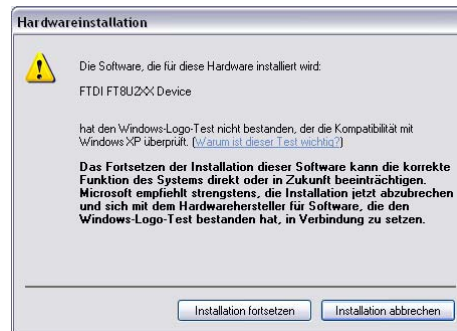 Hardwareinstallation
Die Software, die für diese Hardware installiert wird:
FTDI FT8U2XX Device
hat den Windows-Logo-Test nicht bestanden, der die Kompatibilität mit
Windows XP überprüft. (Warum ist dieser Test wichtig?)
Das Fortsetzen der Installation dieser Software kann die korrekte
Funktion des Systems direkt oder in Zukunft beeinträchtigen.
Microsoft empfiehlt strengstens, die Installation jetzt abzubrechen
und sich mit dem Hardwarehersteller für Software, die den
Windows-Logo-Test bestanden hat, in Verbindung zu setzen.
Installation fortsetzen Installation abbrechen